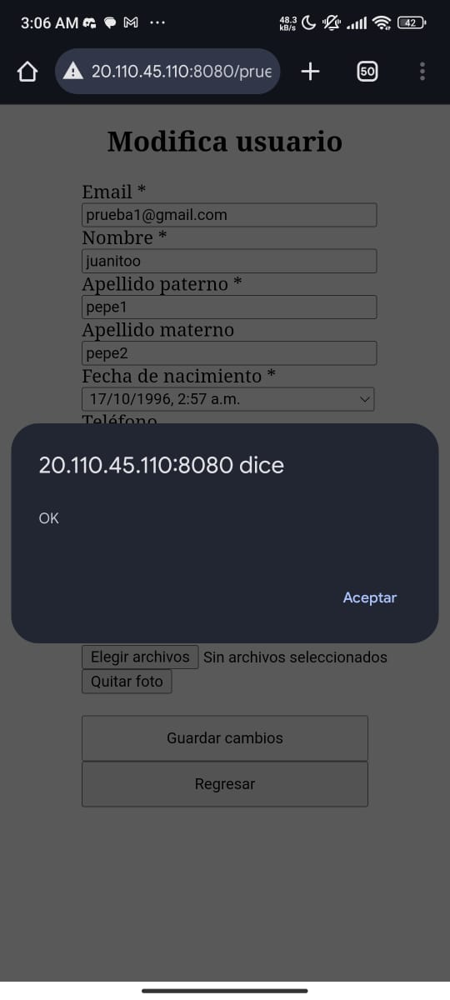 3:06 AM
48.3
kB/s
42
20.110.45.110:8080/prue
50
Modifica usuario
Email *
prueba1@gmail.com
Nombre *
juanitoo
Apellido paterno *
pepe1
Apellido materno
pepe2
Fecha de nacimiento *
17/10/1996, 2:57 a.m.
Teléfono
20.110.45.110:8080 dice
OK
Aceptar
Elegir archivos Sin archivos seleccionados
Quitar foto
Guardar cambios
Regresar